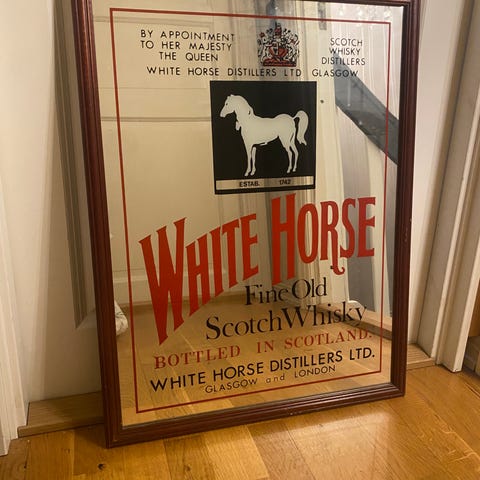 BY APPOINTMENT
TO HER MAJESTY
THE QUEEN
SCOTCH
WHISKY
DISTILLERS
WHITE HORSE DISTILLERS LTD GLASGOW
ESTAB. 1742
WHITE HORSE
Fine Old
Scotch Whisky
BOTTLED IN SCOTLAND.
WHITE HORSE DISTILLERS LTD.
GLASGOW and LONDON